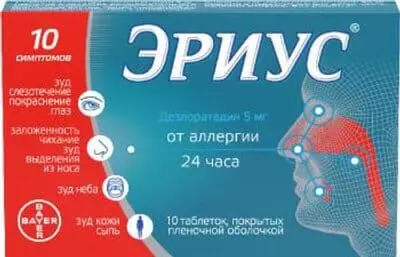 10
СИМПТОМОВ
ЭРИУС®
зуд
слезотечение
покраснение
глаз
заложенность
чихание
зуд
выделения
из носа
зуд неба
зуд кожи
сыпь
Дезлоратадин 5 мг
от аллергии
24 часа
10 таблеток, покрытых
пленочной оболочкой
BAYER
BAYER